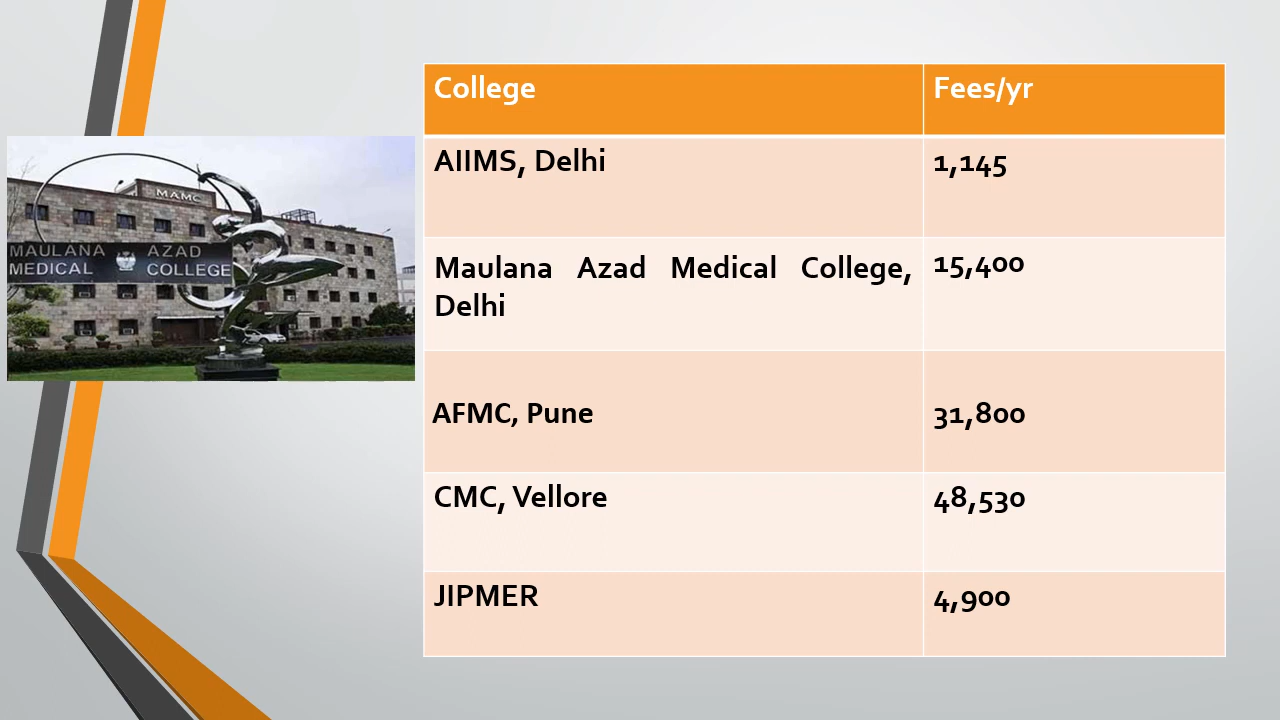 MAMC
MAULANA AZAD
MEDICAL COLLEGE
College Fees/yr
AIIMS, Delhi 1,145
Maulana Azad Medical College, 15,400
Delhi
AFMC, Pune 31,800
CMC, Vellore 48,530
JIPMER 4,900